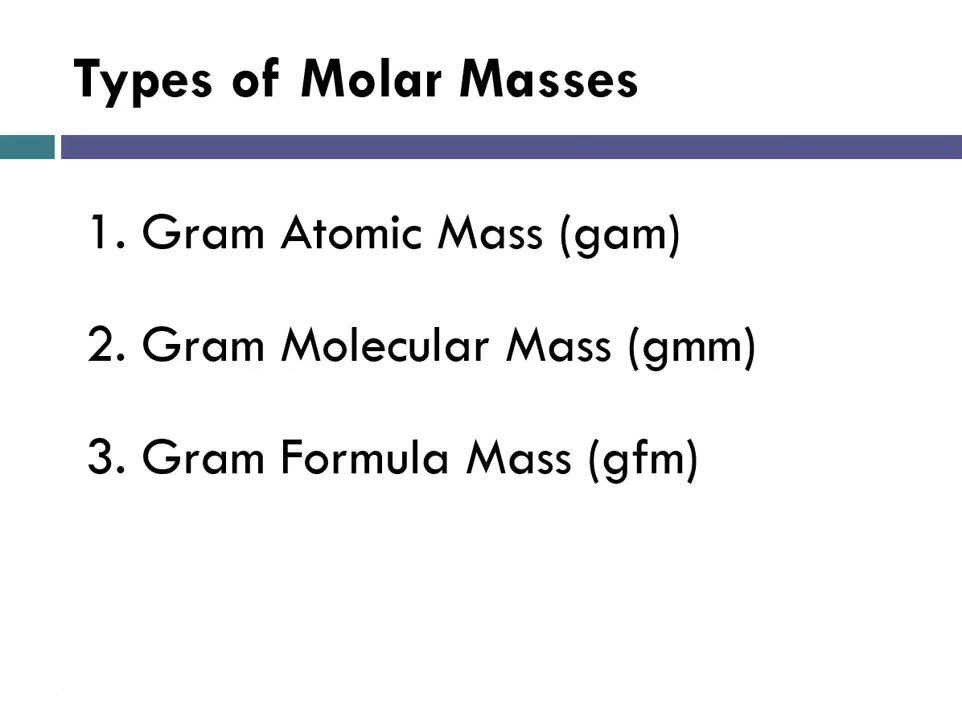 Types of Molar Masses
1. Gram Atomic Mass (gam)
2. Gram Molecular Mass (gmm)
3. Gram Formula Mass (gfm)